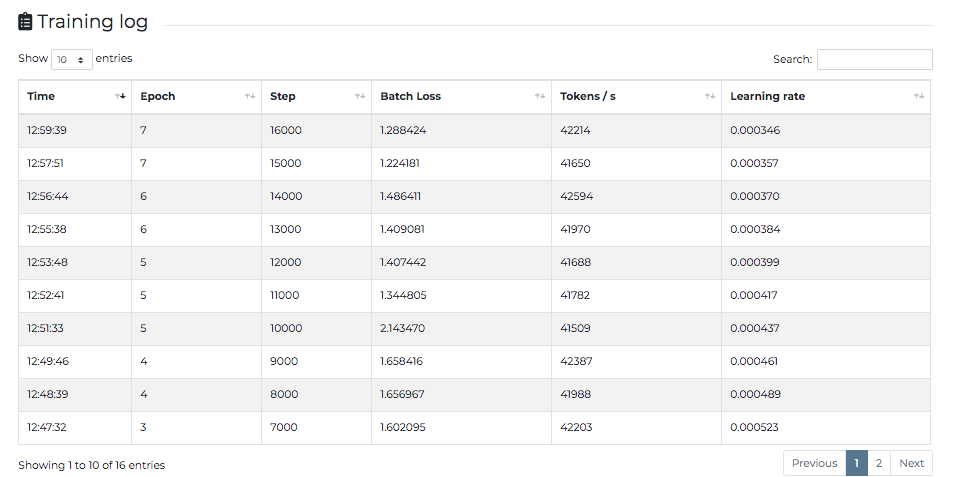 Training log
Show 10 entries Search:
Time Epoch Step Batch Loss Tokens / s Learning rate
12:59:39 7 16000 1.288424 42214 0.000346
12:57:51 7 15000 1.224181 41650 0.000357
12:56:44 6 14000 1.486411 42594 0.000370
12:55:38 6 13000 1.409081 41970 0.000384
12:53:48 5 12000 1.407442 41688 0.000399
12:52:41 5 11000 1.344805 41782 0.000417
12:51:33 5 10000 2.143470 41509 0.000437
12:49:46 4 9000 1.658416 42387 0.000461
12:48:39 4 8000 1.656967 41988 0.000489
12:47:32 3 7000 1.602095 42203 0.000523
Showing 1 to 10 of 16 entries Previous 1 2 Next